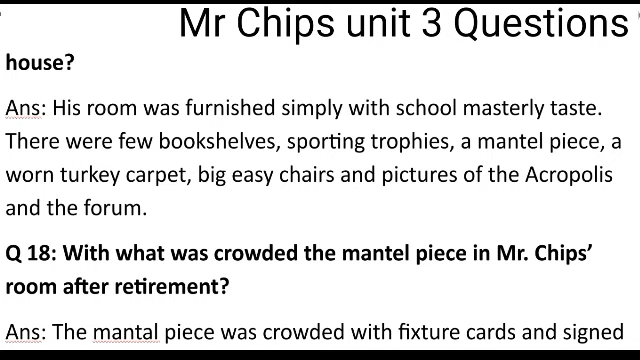 Mr Chips unit 3 Questions
house?
Ans: His room was furnished simply with school masterly taste.
There were few bookshelves, sporting trophies, a mantel piece, a
worn turkey carpet, big easy chairs and pictures of the Acropolis
and the forum.
Q 18: With what was crowded the mantel piece in Mr. Chips’
room after retirement?
Ans: The mantal piece was crowded with fixture cards and signed